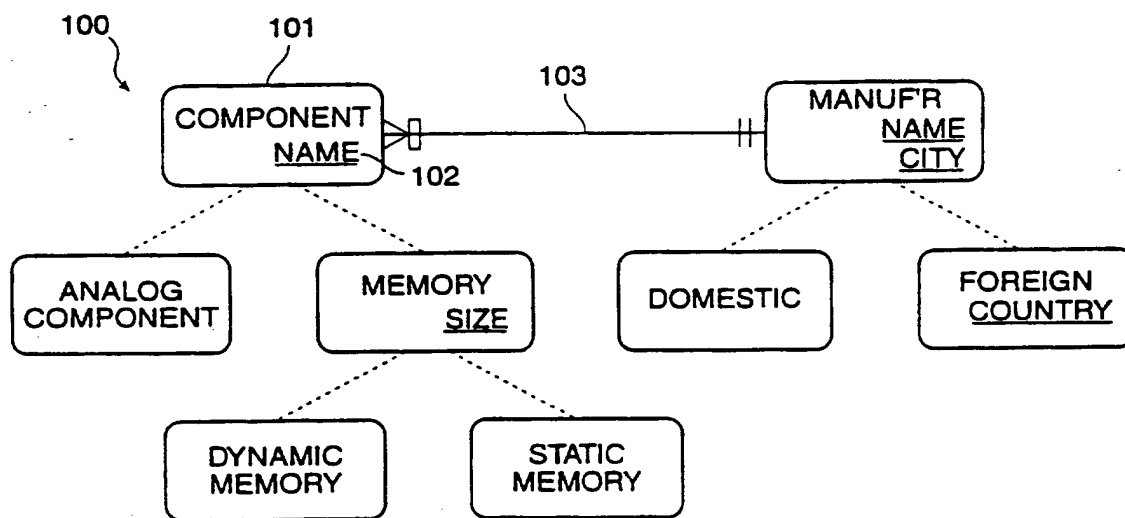 100
101
COMPONENT
NAME
102
103
MANUF'R
NAME
CITY
ANALOG
COMPONENT
MEMORY
SIZE
DOMESTIC
FOREIGN
COUNTRY
DYNAMIC
MEMORY
STATIC
MEMORY